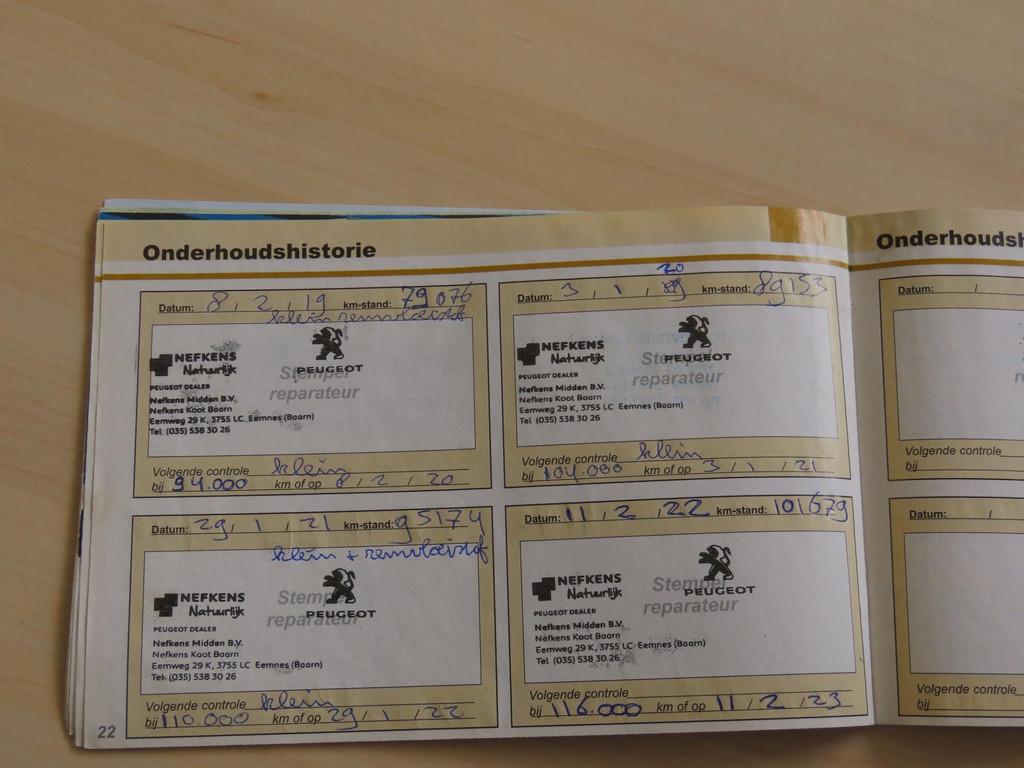 Onderhoudshistorie
Datum: 8 / 2 / 19 km-stand: 79076
klein remvloeistof
NEFKENS
Natuurlijk
PEUGEOT
Stempel
reparateur
PEUGEOT DEALER
Nefkens Midden B.V.
Nefkens Koot Baarn
Eemweg 29 K, 3755 LC Eemnes (Baarn)
Tel. (035) 538 30 26
Volgende controle klein
bij 94.000 km of op 8 / 2 / 20
Datum: 3 / 1 / 20 km-stand: 89153
NEFKENS
Natuurlijk
PEUGEOT
Stempel
reparateur
PEUGEOT DEALER
Nefkens Midden B.V.
Nefkens Koot Baarn
Eemweg 29 K, 3755 LC Eemnes (Baarn)
Tel (035) 538 30 26
Volgende controle klein
bij 104.000 km of op 3 / 1 / 21
Datum: 29 / 1 / 21 km-stand: 95174
klein + remvloeistof
NEFKENS
Natuurlijk
PEUGEOT
Stempel
reparateur
PEUGEOT DEALER
Nefkens Midden B.V.
Nefkens Koot Baarn
Eemweg 29 K, 3755 LC Eemnes (Baarn)
Tel. (035) 538 30 26
Volgende controle klein
bij 110.000 km of op 29 / 1 / 22
Datum: 11 / 2 / 22 km-stand: 101679
NEFKENS
Natuurlijk
PEUGEOT
Stempel
reparateur
PEUGEOT DEALER
Nefkens Midden B.V.
Nefkens Koot Baarn
Eemweg 29 K, 3755 LC Eemnes (Baarn)
Tel (035) 538 30 26
Volgende controle
bij 116.000 km of op 11 / 2 / 23
22
Onderhoudsh
Datum: /
Volgende controle
bij
Datum: /
Volgende controle
bij